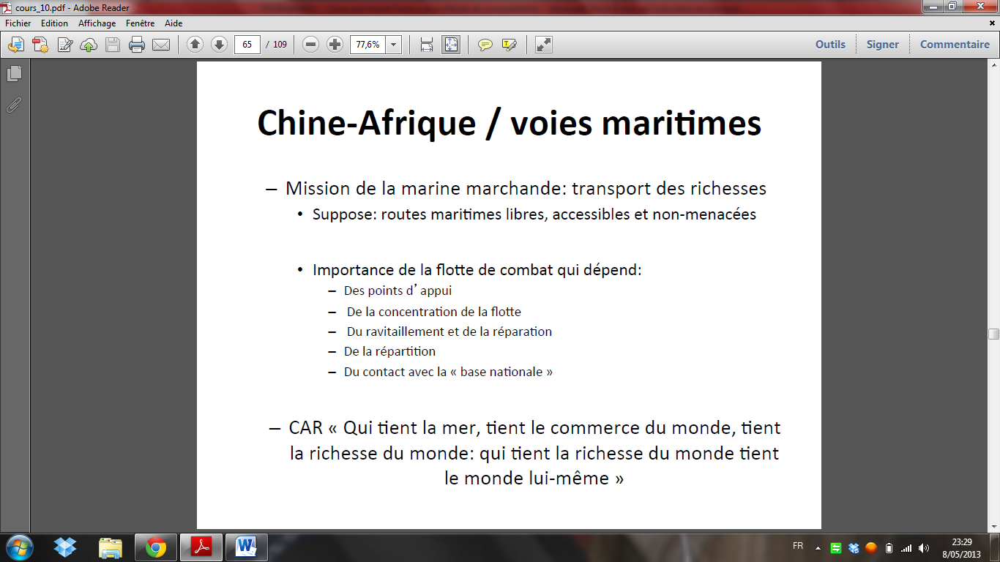 cours_10.pdf - Adobe Reader
Fichier Edition Affichage Fenêtre Aide
65 / 109 77,6% Outils Signer Commentaire
Chine-Afrique / voies maritimes
– Mission de la marine marchande: transport des richesses
• Suppose: routes maritimes libres, accessibles et non-menacées
• Importance de la flotte de combat qui dépend:
– Des points d’ appui
– De la concentration de la flotte
– Du ravitaillement et de la réparation
– De la répartition
– Du contact avec la « base nationale »
– CAR « Qui tient la mer, tient le commerce du monde, tient
la richesse du monde: qui tient la richesse du monde tient
le monde lui-même »
FR
23:29
8/05/2013